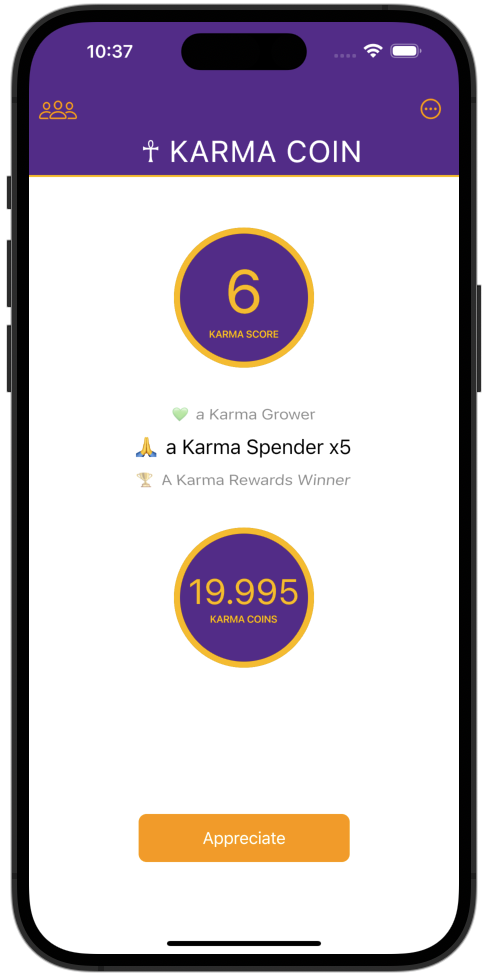 10:37
☥ KARMA COIN
6
KARMA SCORE
💚 a Karma Grower
🙏 a Karma Spender x5
🏆 A Karma Rewards Winner
19.995
KARMA COINS
Appreciate